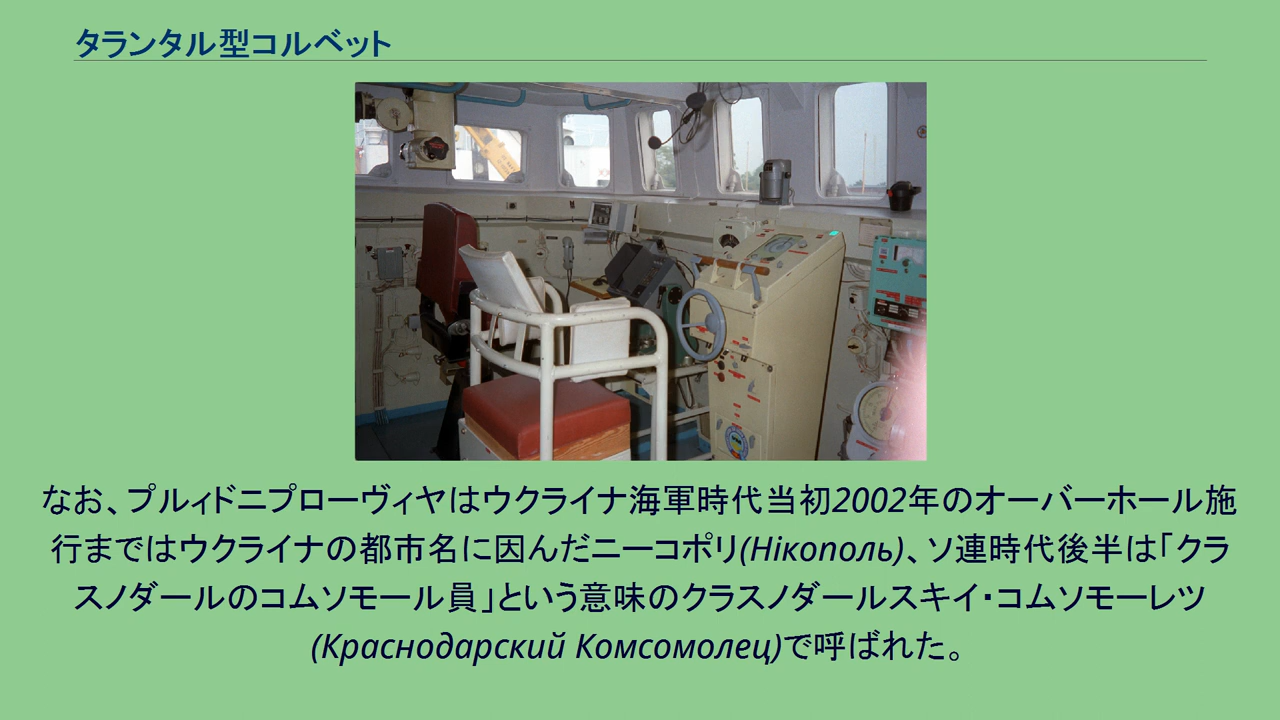 タランタル型コルベット
なお、プルィドニプローヴィヤはウクライナ海軍時代当初2002年のオーバーホール施
行まではウクライナの都市名に因んだニーコポリ(Нікополь)、ソ連時代後半は「クラ
スノダールのコムソモール員」という意味のクラスノダールスキイ・コムソモーレツ
(Краснодарский Комсомолец)で呼ばれた。